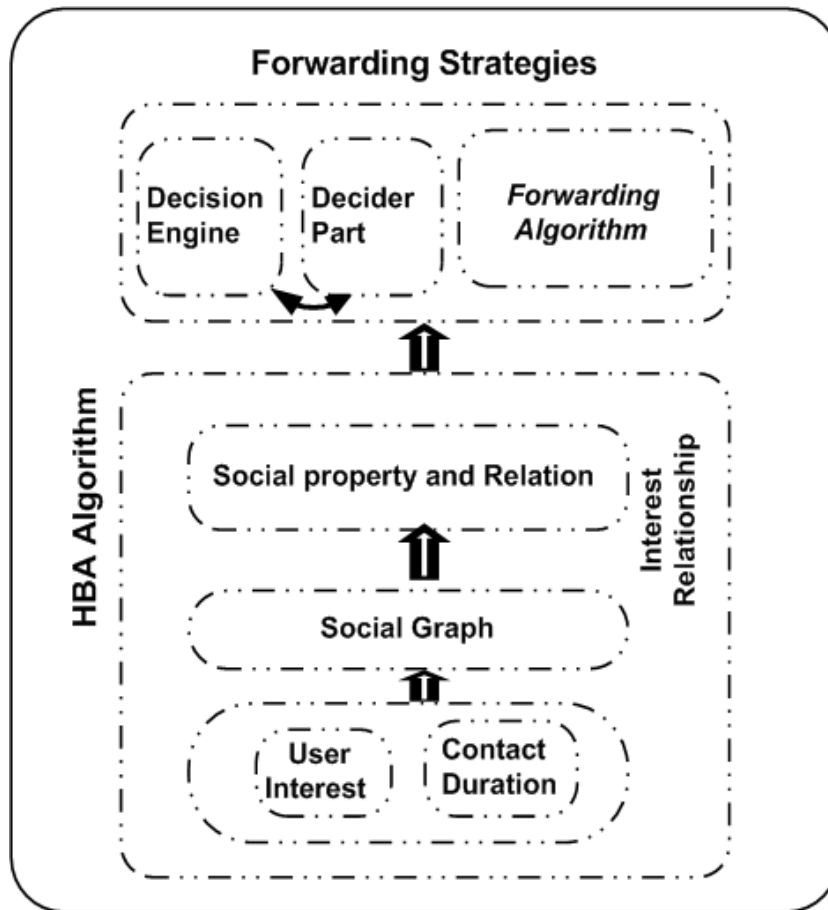 Forwarding Strategies
Decision
Engine
Decider
Part
Forwarding
Algorithm
HBA Algorithm
Social property and Relation
Interest
Relationship
Social Graph
User
Interest
Contact
Duration